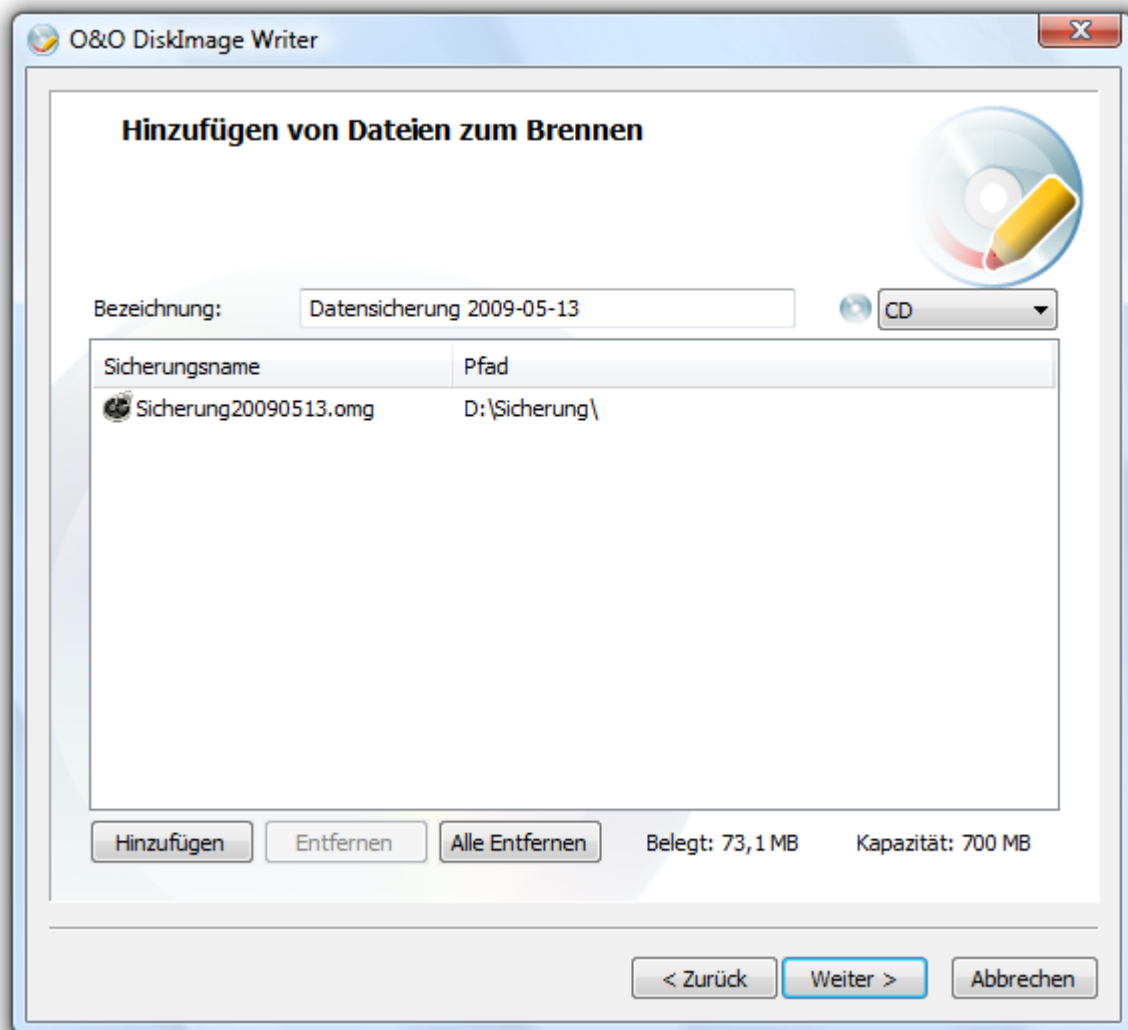 O&O DiskImage Writer
Hinzufügen von Dateien zum Brennen
Bezeichnung: Datensicherung 2009-05-13 CD
Sicherungsname Pfad
Sicherung20090513.omg D:\Sicherung\
Hinzufügen Entfernen Alle Entfernen Belegt: 73,1 MB Kapazität: 700 MB
< Zurück Weiter > Abbrechen